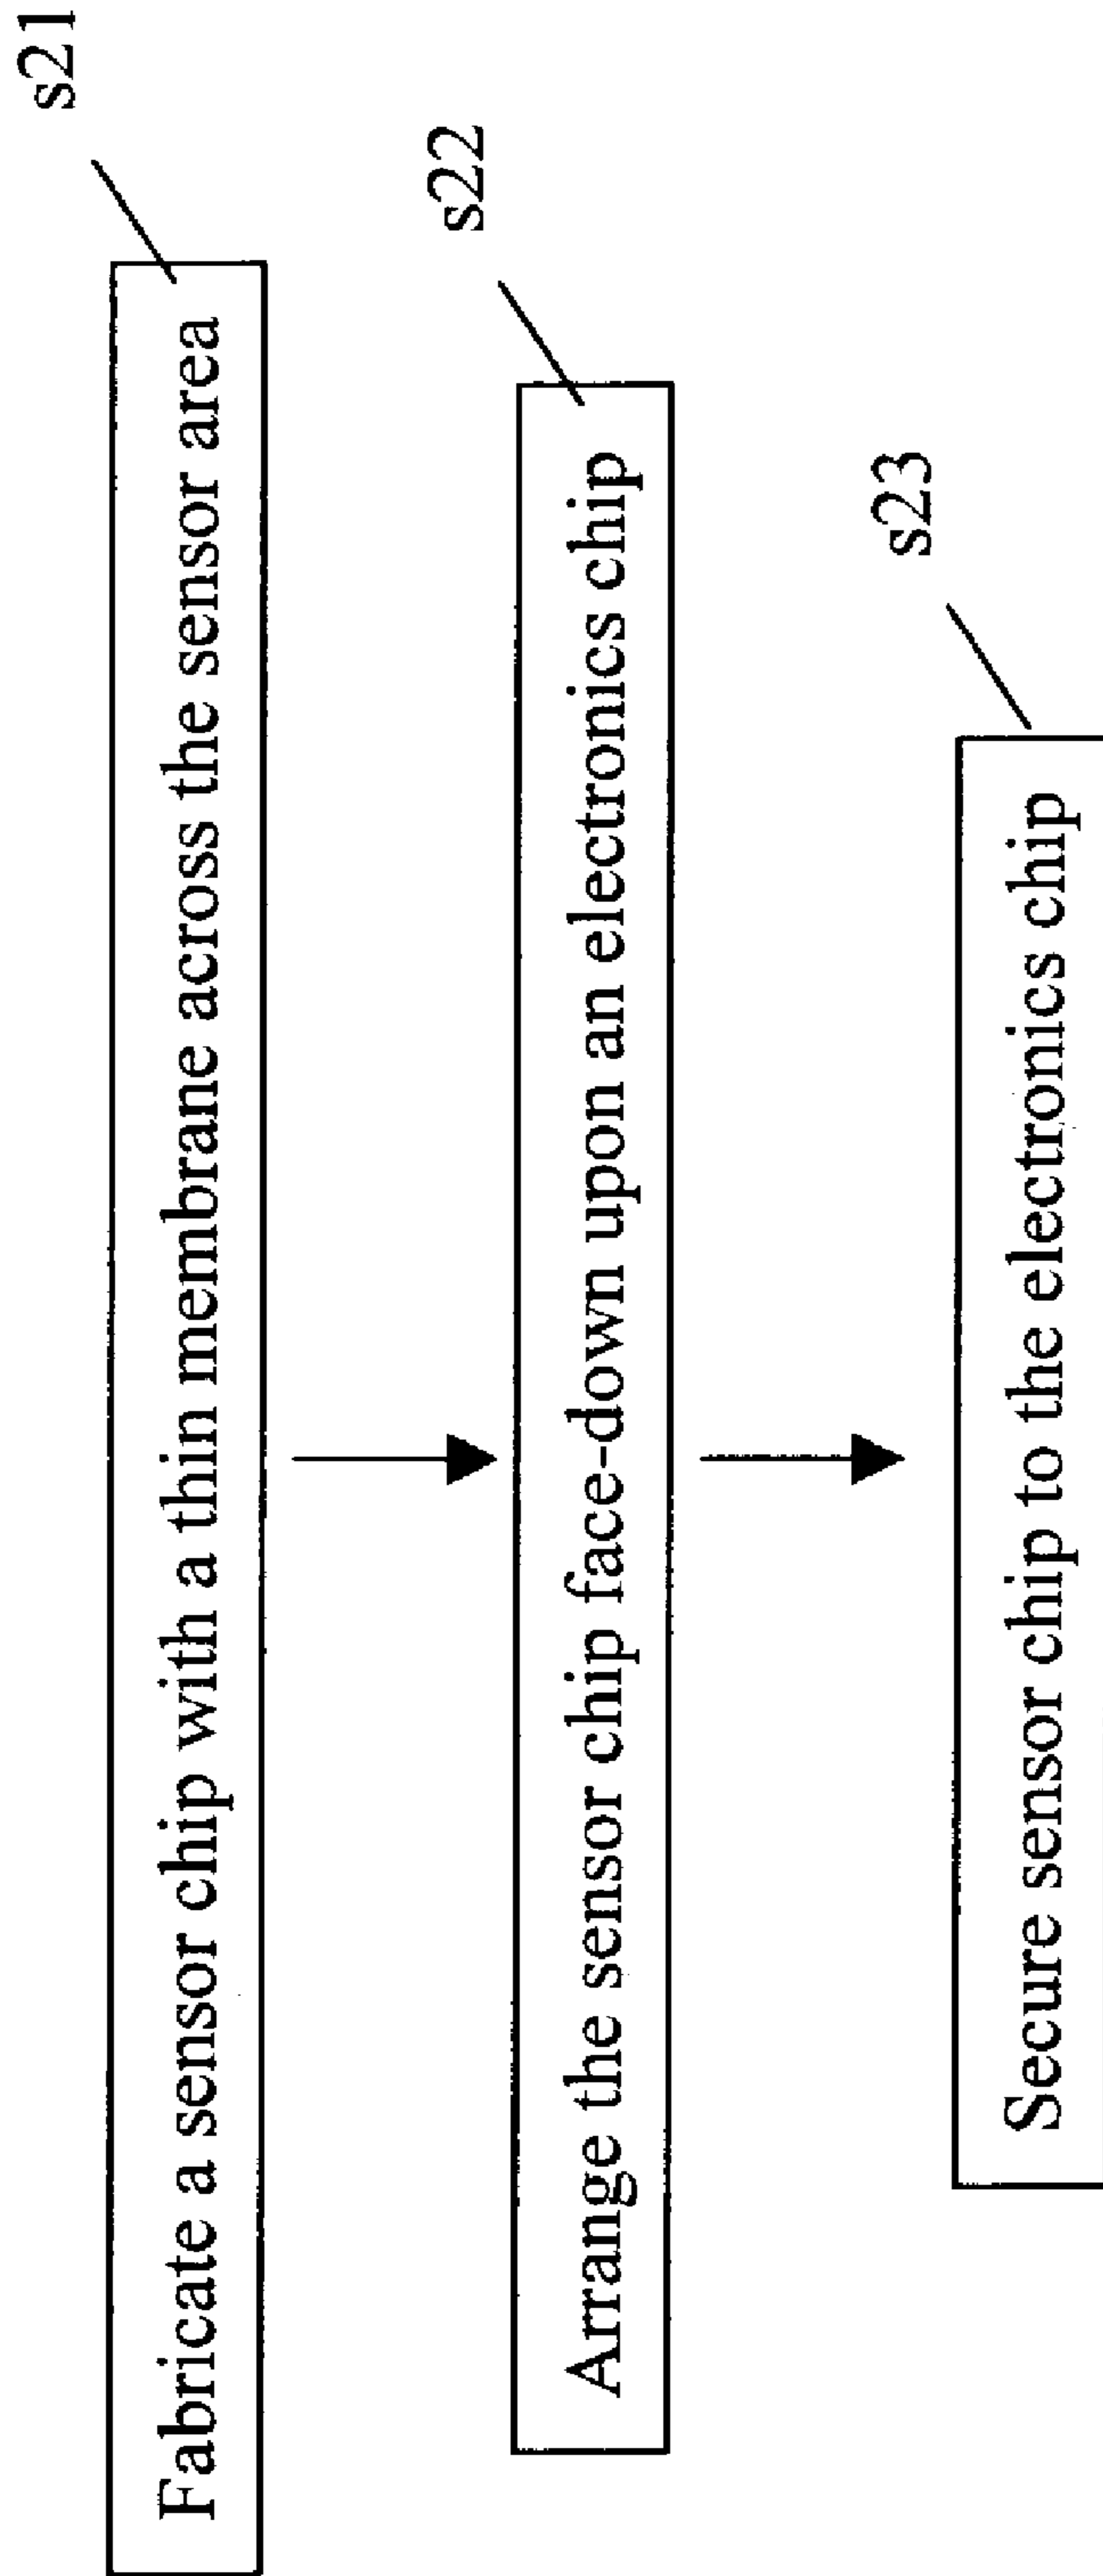 s21
Fabricate a sensor chip with a thin membrane across the sensor area
s22
Arrange the sensor chip face-down upon an electronics chip
s23
Secure sensor chip to the electronics chip